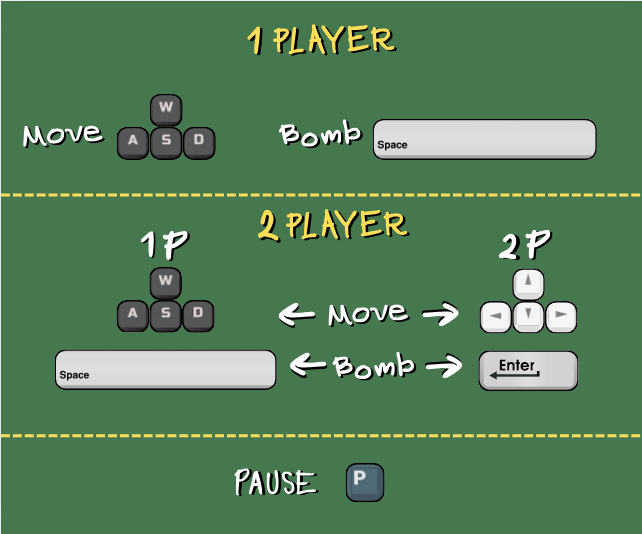 1 PLAYER
W
Move A S D Bomb Space
2 PLAYER
1P 2P
W
A S D Move
Space Bomb Enter
PAUSE P